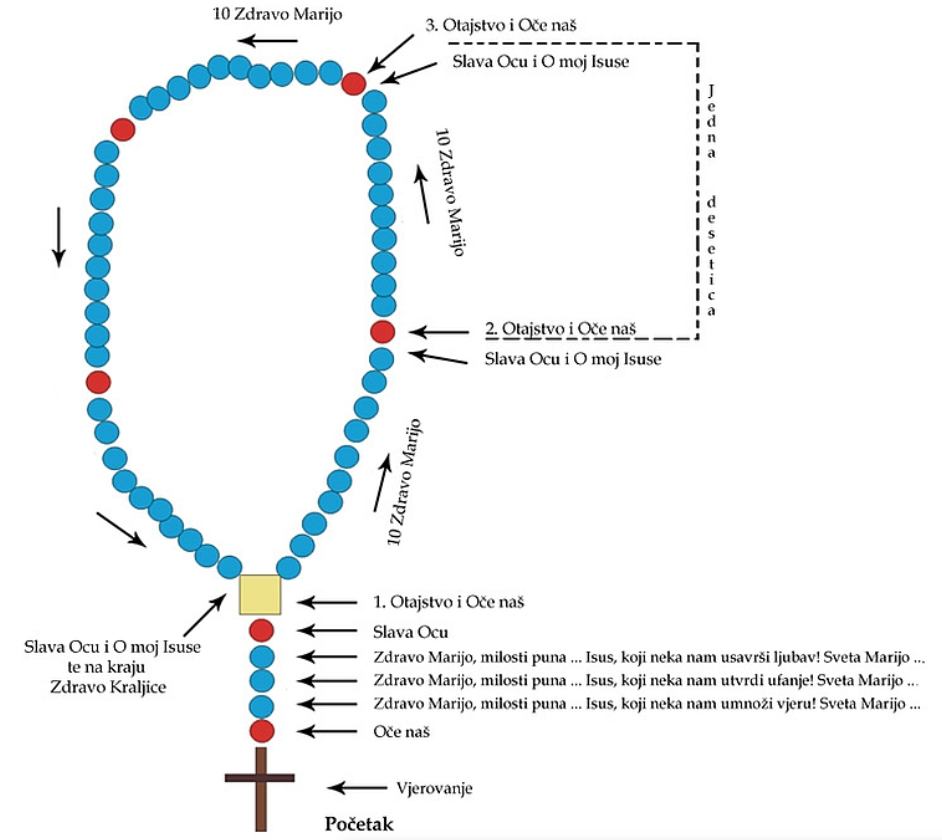 10 Zdravo Marijo
3. Otajstvo i Oče naš
Slava Ocu i O moj Isuse
Jedna desetica
10 Zdravo Marijo
2. Otajstvo i Oče naš
Slava Ocu i O moj Isuse
10 Zdravo Marijo
1. Otajstvo i Oče naš
Slava Ocu
Slava Ocu i O moj Isuse
te na kraju
Zdravo Kraljice
Zdravo Marijo, milosti puna ... Isus, koji neka nam usavrši ljubav! Sveta Marijo ...
Zdravo Marijo, milosti puna ... Isus, koji neka nam utvrdi ufanje! Sveta Marijo ...
Zdravo Marijo, milosti puna ... Isus, koji neka nam umnoži vjeru! Sveta Marijo ...
Oče naš
Vjerovanje
Početak